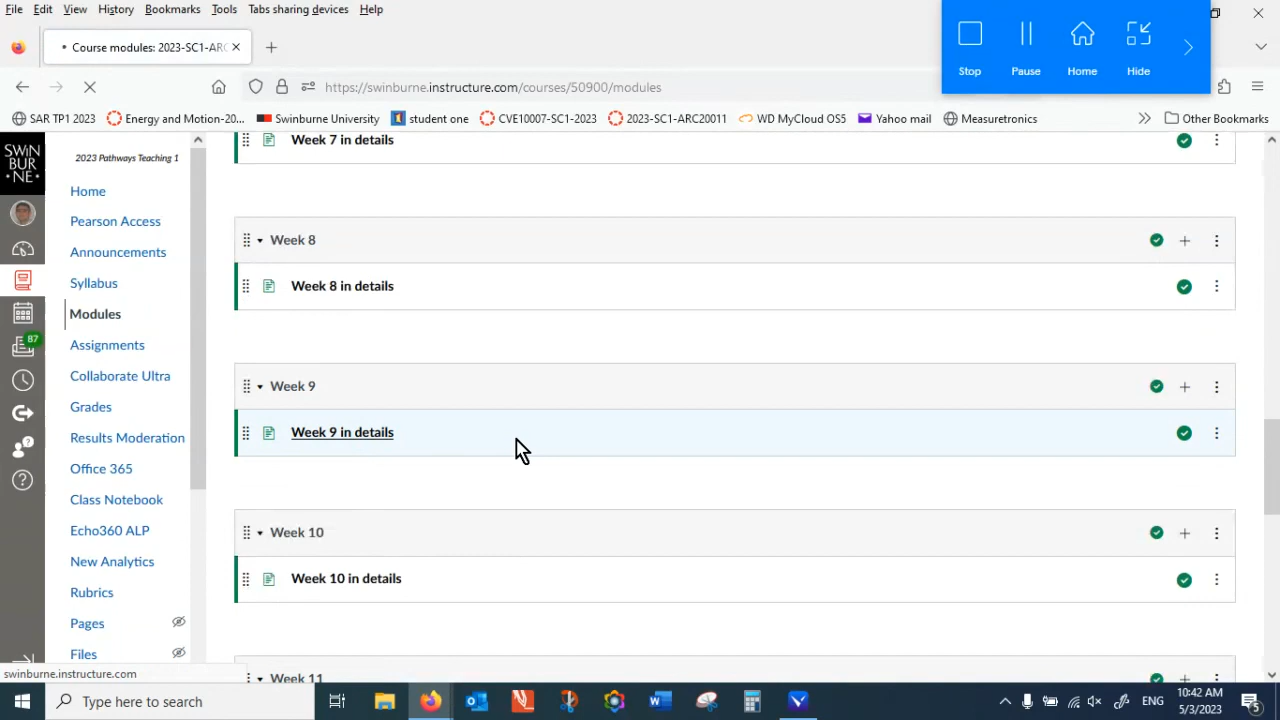 File Edit View History Bookmarks Tools Tabs sharing devices Help
Course modules: 2023-SC1-ARC
Stop Pause Home Hide
https://swinburne.instructure.com/courses/50900/modules
SAR TP1 2023 Energy and Motion-20... Swinburne University student one CVE10007-SC1-2023 2023-SC1-ARC20011 WD MyCloud OS5 Yahoo mail Measuretronics Other Bookmarks
SWIN
BUR
NE
2023 Pathways Teaching 1
Home
Pearson Access
Announcements
Syllabus
Modules
Assignments
87
Collaborate Ultra
Grades
Results Moderation
Office 365
Class Notebook
Echo360 ALP
New Analytics
Rubrics
Pages
Files
Week 7 in details
Week 8
Week 8 in details
Week 9
Week 9 in details
Week 10
Week 10 in details
Week 11
swinburne.instructure.com
Type here to search
ENG
10:42 AM
5/3/2023
5